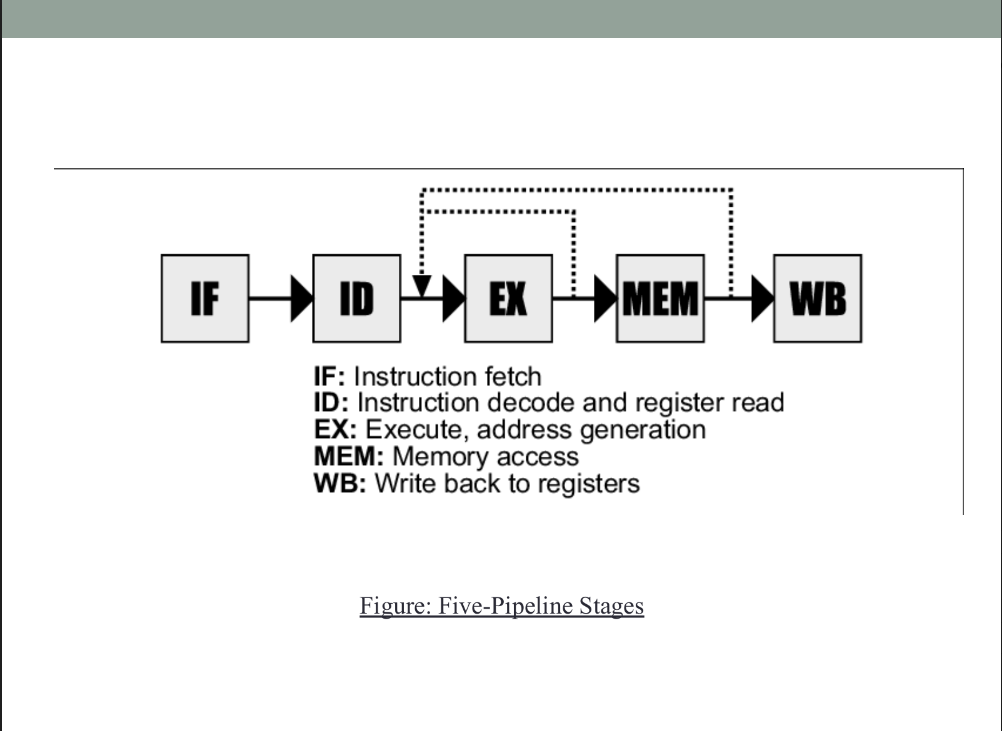 IF
ID
EX
MEM
WB
IF: Instruction fetch
ID: Instruction decode and register read
EX: Execute, address generation
MEM: Memory access
WB: Write back to registers
Figure: Five-Pipeline Stages